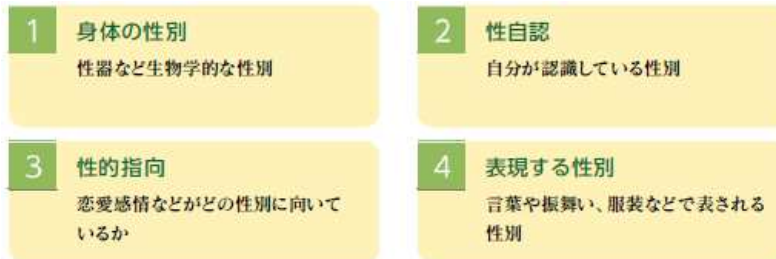 1 身体の性別
性器など生物学的な性別
2 性自認
自分が認識している性別
3 性的指向
恋愛感情などがどの性別に向いて
いるか
4 表現する性別
言葉や振舞い、服装などで表される
性別